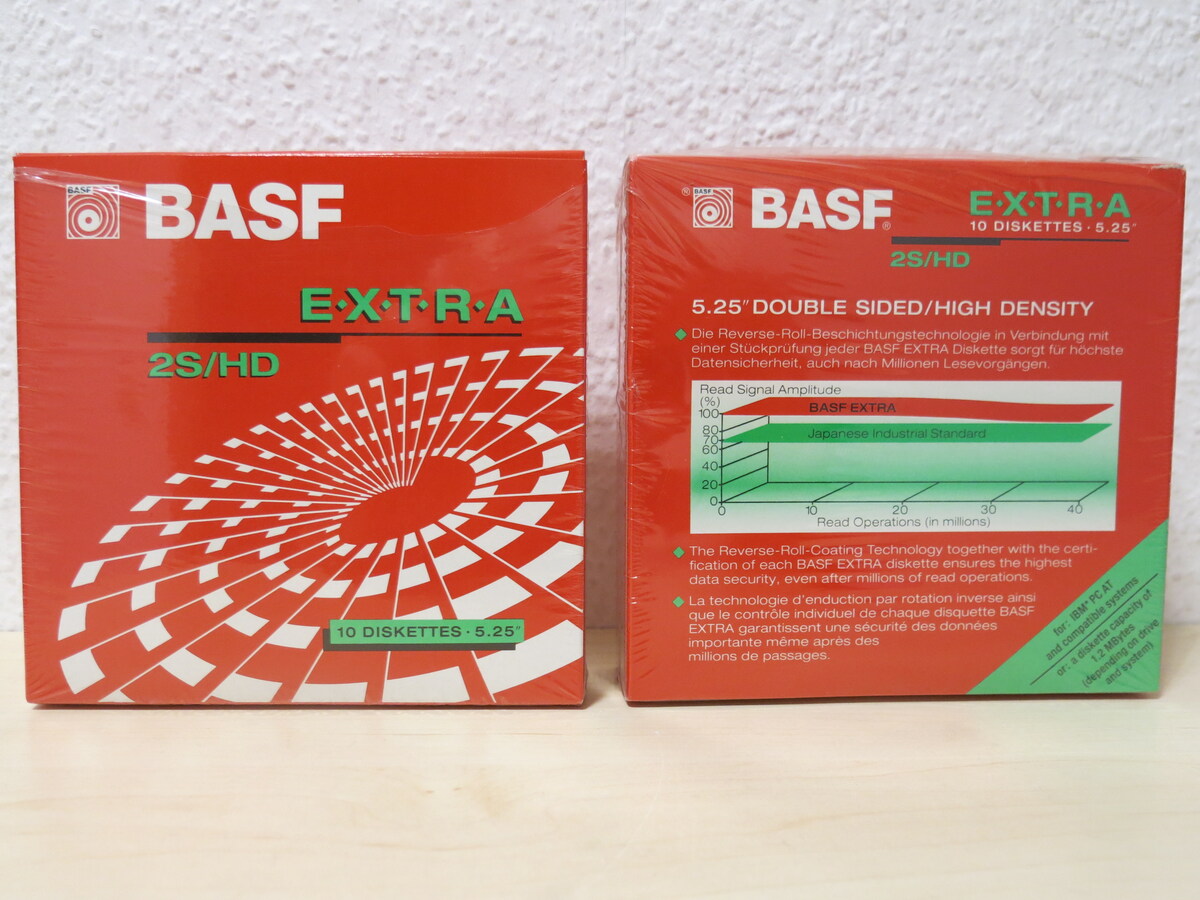 BASF
BASF
E·X·T·R·A
2S/HD
10 DISKETTES · 5.25"
® BASF
BASF®
E·X·T·R·A
10 DISKETTES · 5.25"
2S/HD
5.25" DOUBLE SIDED/HIGH DENSITY
Die Reverse-Roll-Beschichtungstechnologie in Verbindung mit
einer Stückprüfung jeder BASF EXTRA Diskette sorgt für höchste
Datensicherheit, auch nach Millionen Lesevorgängen.
Read Signal Amplitude
(%)
100
80
70
60
40
20
0
BASF EXTRA
Japanese Industrial Standard
0 10 20 30 40
Read Operations (in millions)
The Reverse-Roll-Coating Technology together with the certi-
fication of each BASF EXTRA diskette ensures the highest
data security, even after millions of read operations.
La technologie d'enduction par rotation inverse ainsi
que le contrôle individuel de chaque disquette BASF
EXTRA garantissent une sécurité des données
importante même après des
millions de passages.
for: IBM* PC AT
and compatible systems
or: a diskette capacity of
1.2 MBytes
(depending on drive
and system)